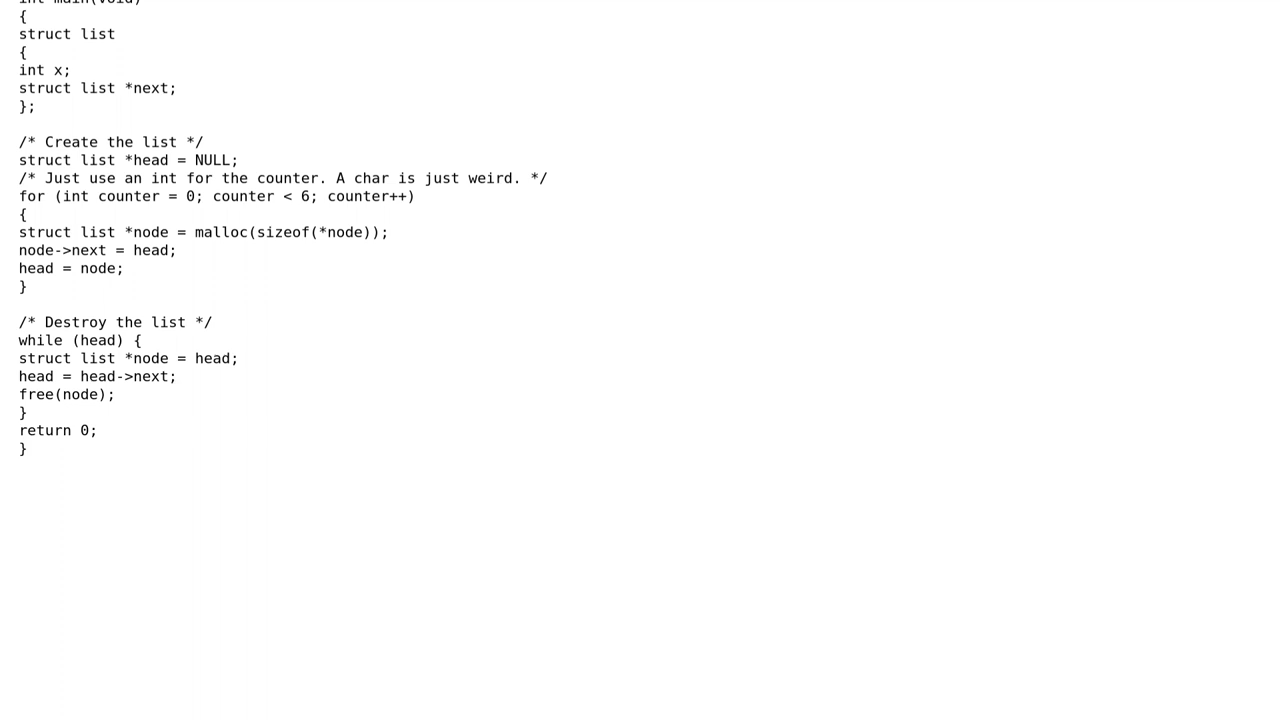 int main(void)
{
struct list
{
int x;
struct list *next;
};

/* Create the list */
struct list *head = NULL;
/* Just use an int for the counter. A char is just weird. */
for (int counter = 0; counter < 6; counter++)
{
struct list *node = malloc(sizeof(*node));
node->next = head;
head = node;
}

/* Destroy the list */
while (head) {
struct list *node = head;
head = head->next;
free(node);
}
return 0;
}